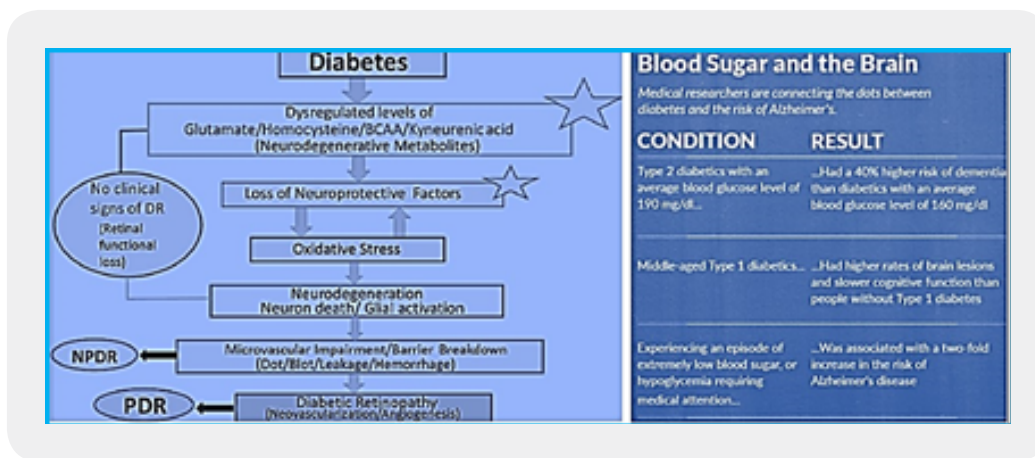 Diabetes
Dysregulated levels of
Glutamate/Homocysteine/BCAA/Kyneurenic acid
(Neurodegenerative Metabolites)
No clinical
signs of DR
(Retinal
functional
loss)
Loss of Neuroprotective Factors
Oxidative Stress
Neurodegeneration
Neuron death/ Glial activation
NPDR
Microvascular Impairment/Barrier Breakdown
(Dot/Blot/Leakage/Hemorrhage)
PDR
Diabetic Retinopathy
(Neovascularization/Angiogenesis)
Blood Sugar and the Brain
Medical researchers are connecting the dots between
diabetes and the risk of Alzheimer's.
CONDITION
RESULT
Type 2 diabetics with an
average blood glucose level of
190 mg/dl...
...Had a 40% higher risk of dementia
than diabetics with an average
blood glucose level of 160 mg/dl
Middle-aged Type 1 diabetics...
...Had higher rates of brain lesions
and slower cognitive function than
people without Type 1 diabetes
Experiencing an episode of
extremely low blood sugar, or
hypoglycemia requiring
medical attention...
...Was associated with a two-fold
increase in the risk of
Alzheimer's disease